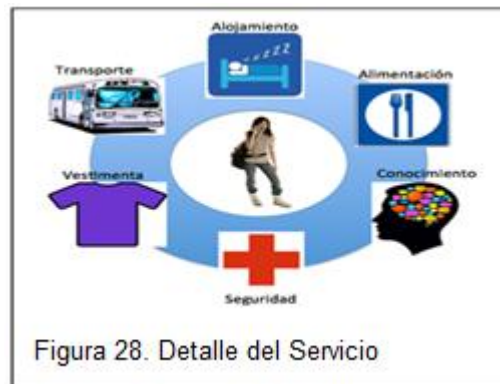 Alojamiento
Transporte
Alimentación
Vestimenta
Conocimiento
Seguridad
Figura 28. Detalle del Servicio